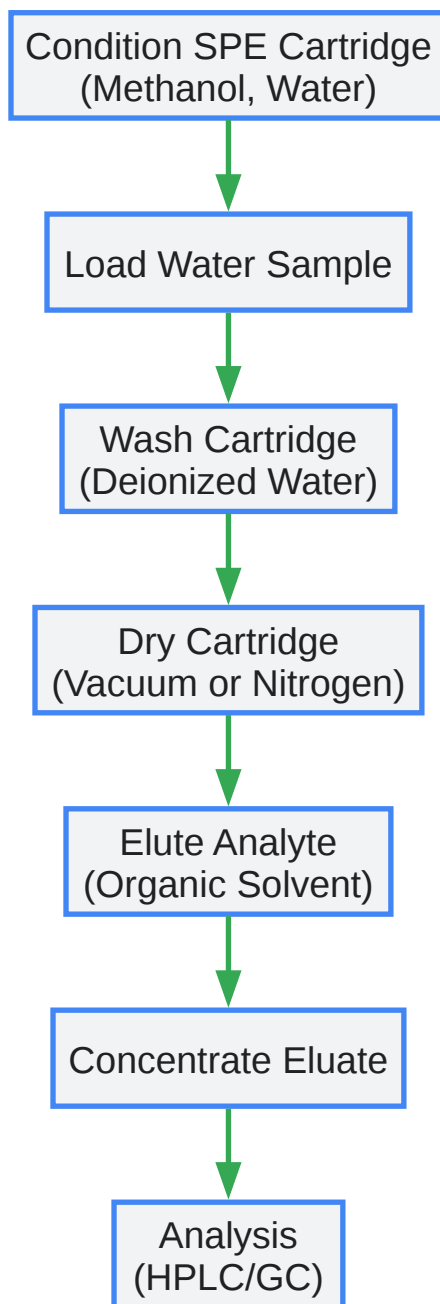 Condition SPE Cartridge
(Methanol, Water)
Load Water Sample
Wash Cartridge
(Deionized Water)
Dry Cartridge
(Vacuum or Nitrogen)
Elute Analyte
(Organic Solvent)
Concentrate Eluate
Analysis
(HPLC/GC)